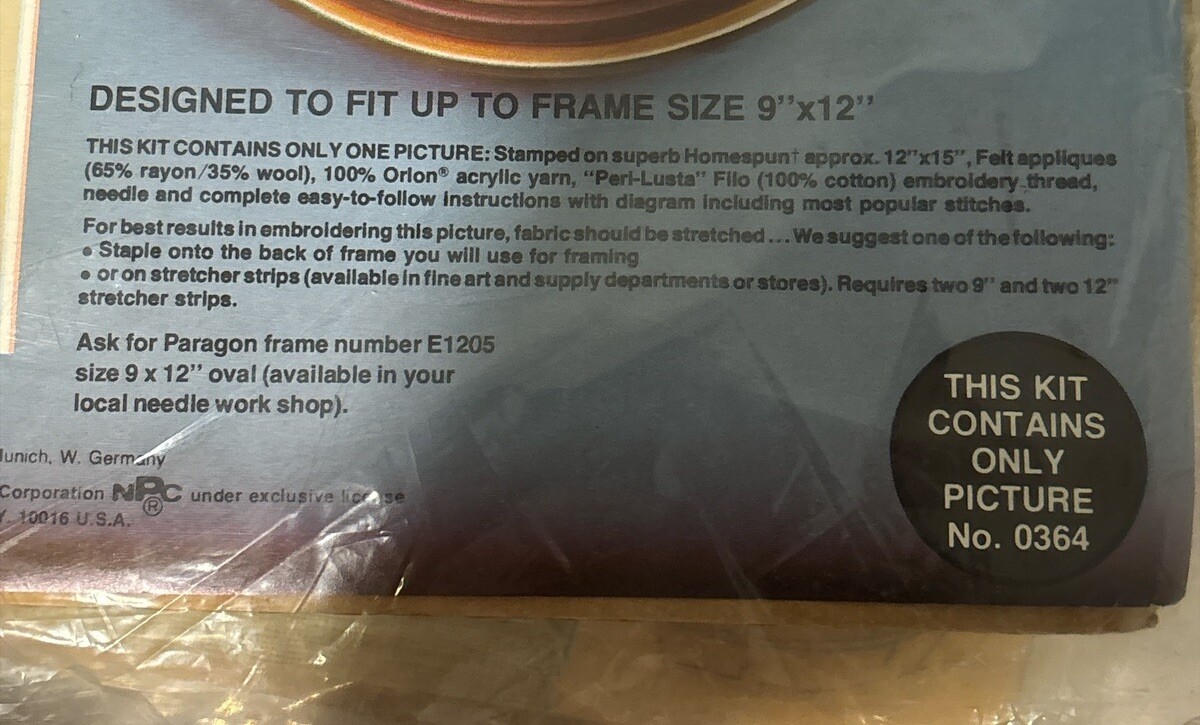 DESIGNED TO FIT UP TO FRAME SIZE 9”x12”
THIS KIT CONTAINS ONLY ONE PICTURE: Stamped on superb Homespun† approx. 12”x15”, Felt appliques
(65% rayon/35% wool), 100% Orlon® acrylic yarn, “Perl-Lusta” Filo (100% cotton) embroidery thread,
needle and complete easy-to-follow instructions with diagram including most popular stitches.
For best results in embroidering this picture, fabric should be stretched... We suggest one of the following:
• Staple onto the back of frame you will use for framing
• or on stretcher strips (available in fine art and supply departments or stores). Requires two 9” and two 12”
stretcher strips.
Ask for Paragon frame number E1205
size 9 x 12” oval (available in your
local needle work shop).
unich, W. Germany
Corporation NPC ® under exclusive license
Y. 10016 U.S.A.
THIS KIT
CONTAINS
ONLY
PICTURE
No. 0364